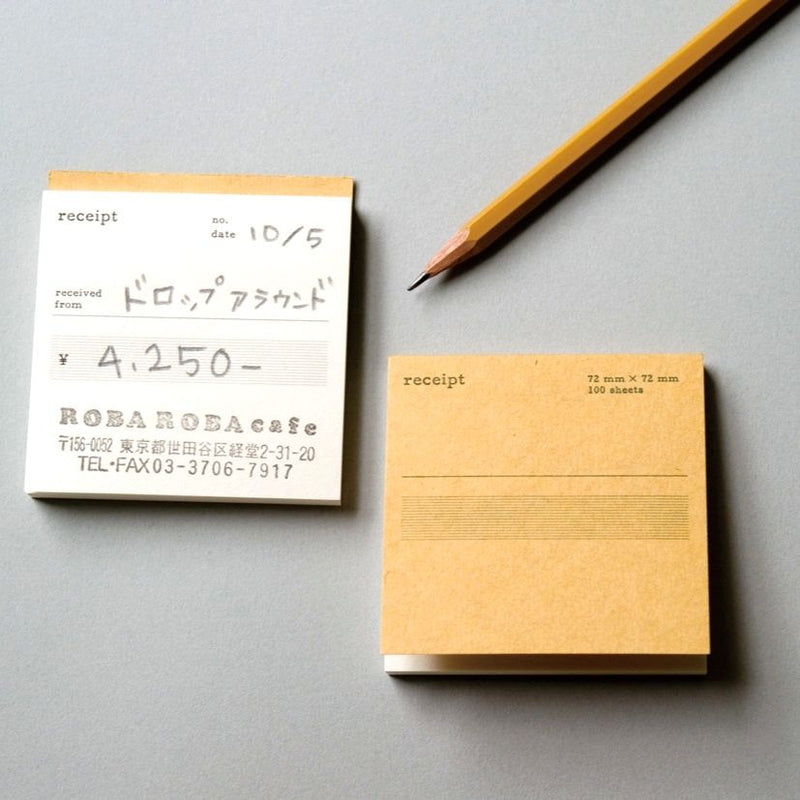 receipt
no.
date 10/5
received
from ドロップアラウンド
¥ 4.250-
ROBA ROBA cafe
〒156-0052 東京都世田谷区経堂2-31-20
TEL・FAX03-3706-7917
receipt
72 mm × 72 mm
100 sheets